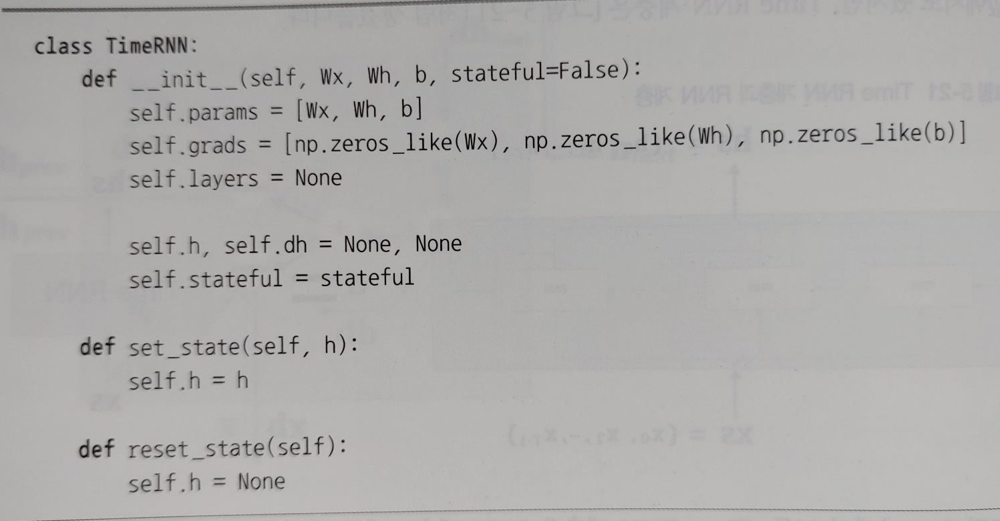 class TimeRNN:
    def __init__(self, Wx, Wh, b, stateful=False):
        self.params = [Wx, Wh, b]
        self.grads = [np.zeros_like(Wx), np.zeros_like(Wh), np.zeros_like(b)]
        self.layers = None

        self.h, self.dh = None, None
        self.stateful = stateful

    def set_state(self, h):
        self.h = h

    def reset_state(self):
        self.h = None